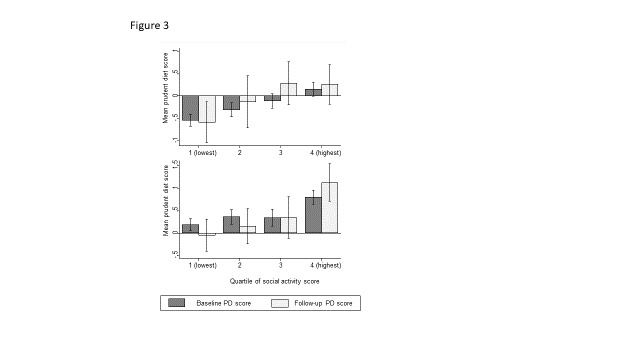 Figure 3
Mean prudent diet score
1
.5
0
-.5
-1
1 (lowest) 2 3 4 (highest)
Mean prudent diet score
1.5
1
.5
0
-.5
1 (lowest) 2 3 4 (highest)
Quartile of social activity score
Baseline PD score Follow-up PD score